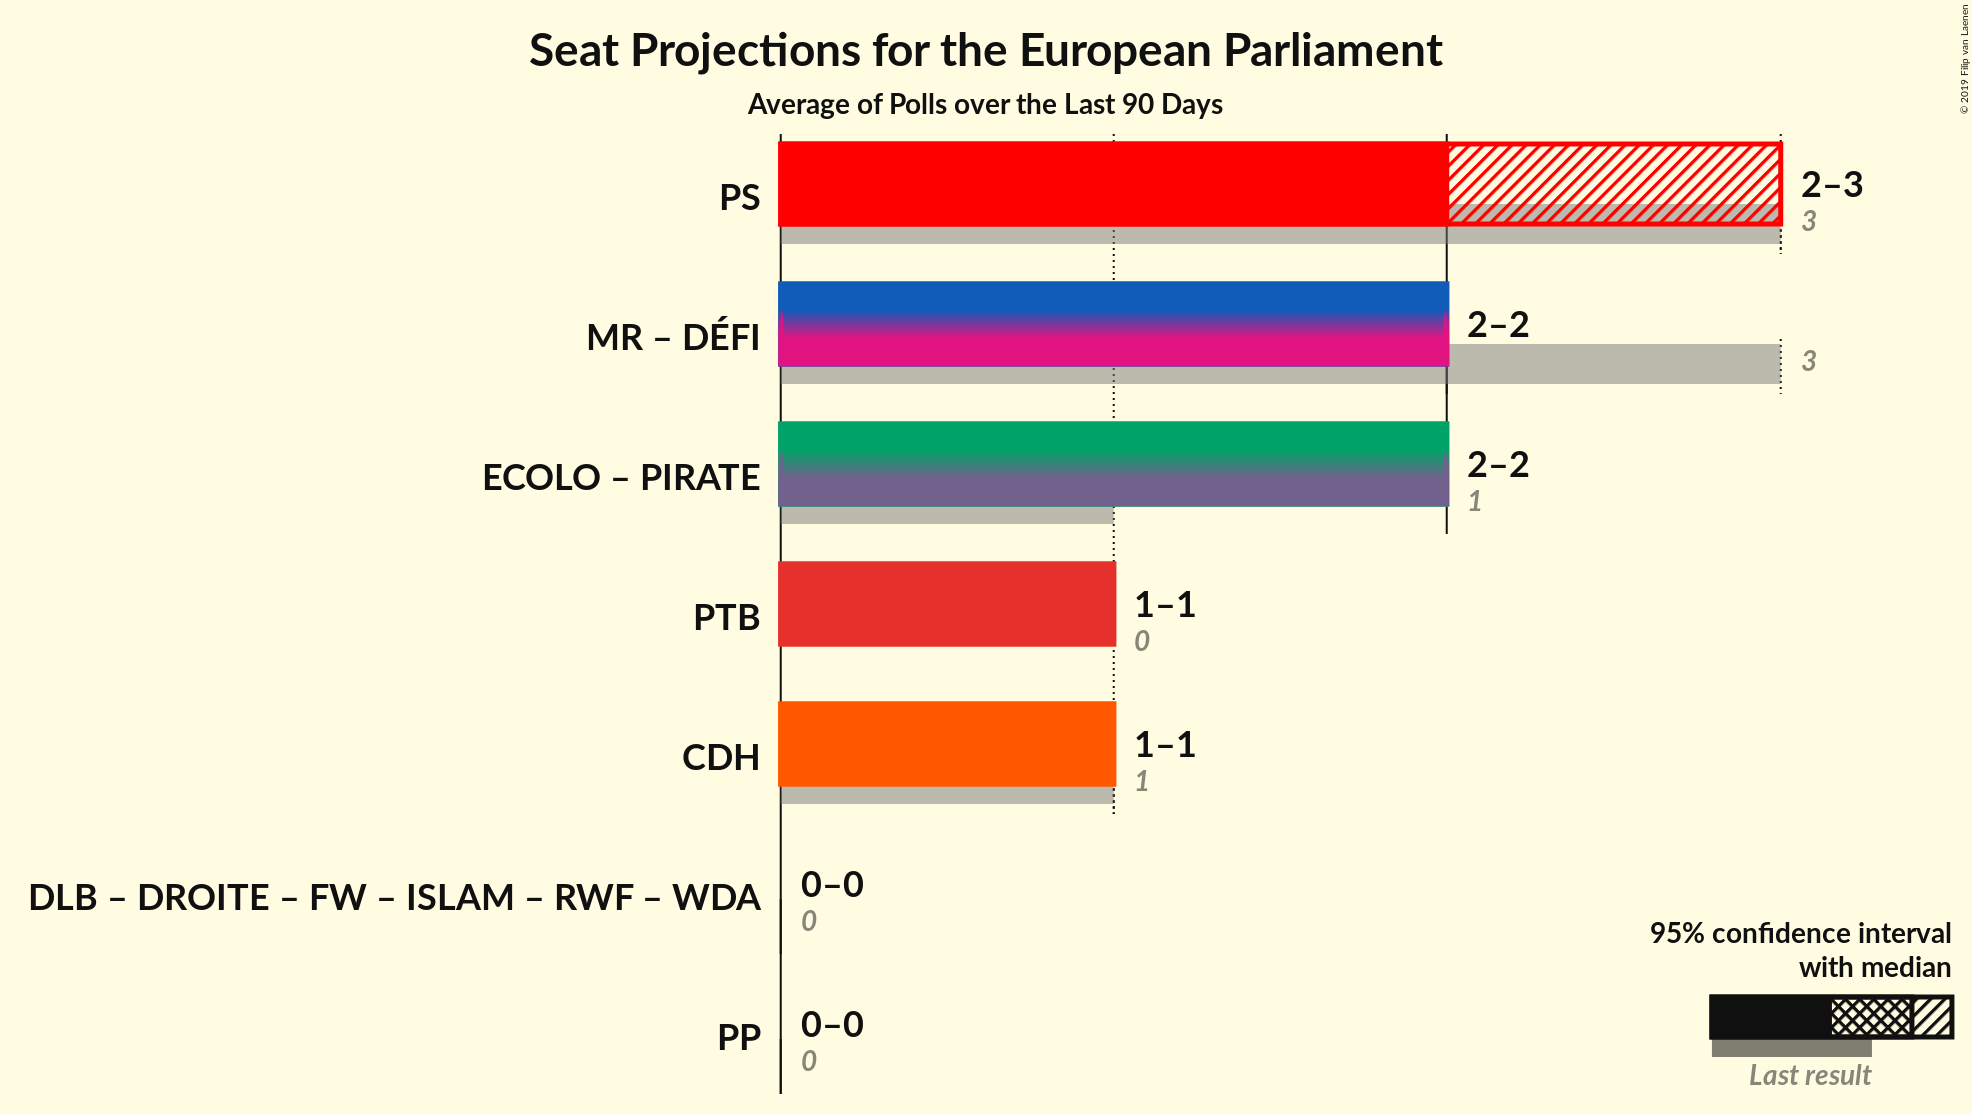 Seat Projections for the European Parliament
Average of Polls over the Last 90 Days
PS
2–3
3
MR – DÉFI
2–2
3
ECOLO – PIRATE
2–2
1
PTB
1–1
0
CDH
1–1
1
DLB – DROITE – FW – ISLAM – RWF – WDA
0–0
0
PP
0–0
0
95% confidence interval
with median
Last result
© 2019 Filip van Laenen